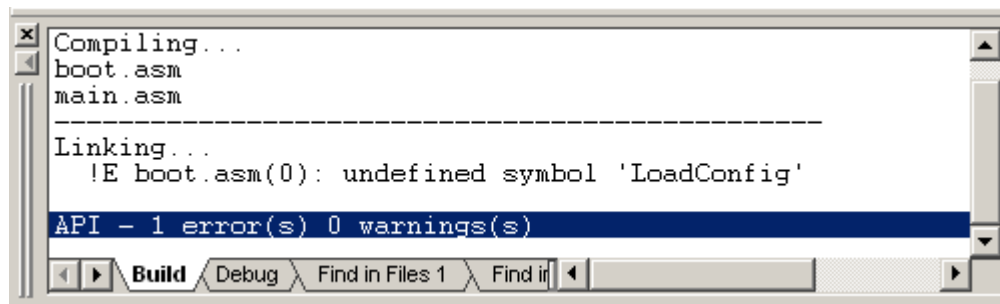 Compiling...
boot.asm
main.asm
-------------------------------------------------
Linking...
!E boot.asm(0): undefined symbol 'LoadConfig'
API - 1 error(s) 0 warnings(s)
Build Debug Find in Files 1 Find